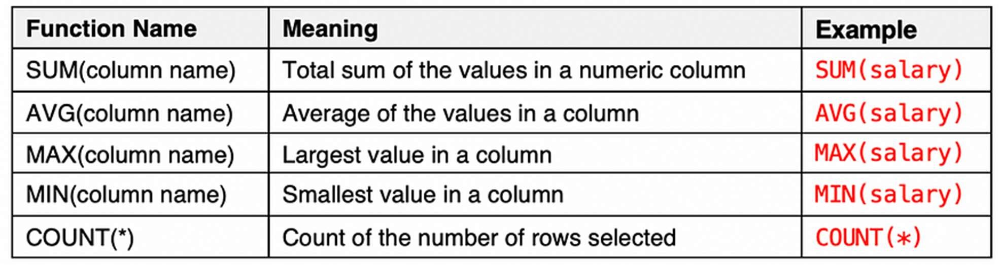 Function Name Meaning Example
SUM(column name) Total sum of the values in a numeric column SUM(salary)
AVG(column name) Average of the values in a column AVG(salary)
MAX(column name) Largest value in a column MAX(salary)
MIN(column name) Smallest value in a column MIN(salary)
COUNT(*) Count of the number of rows selected COUNT(*)